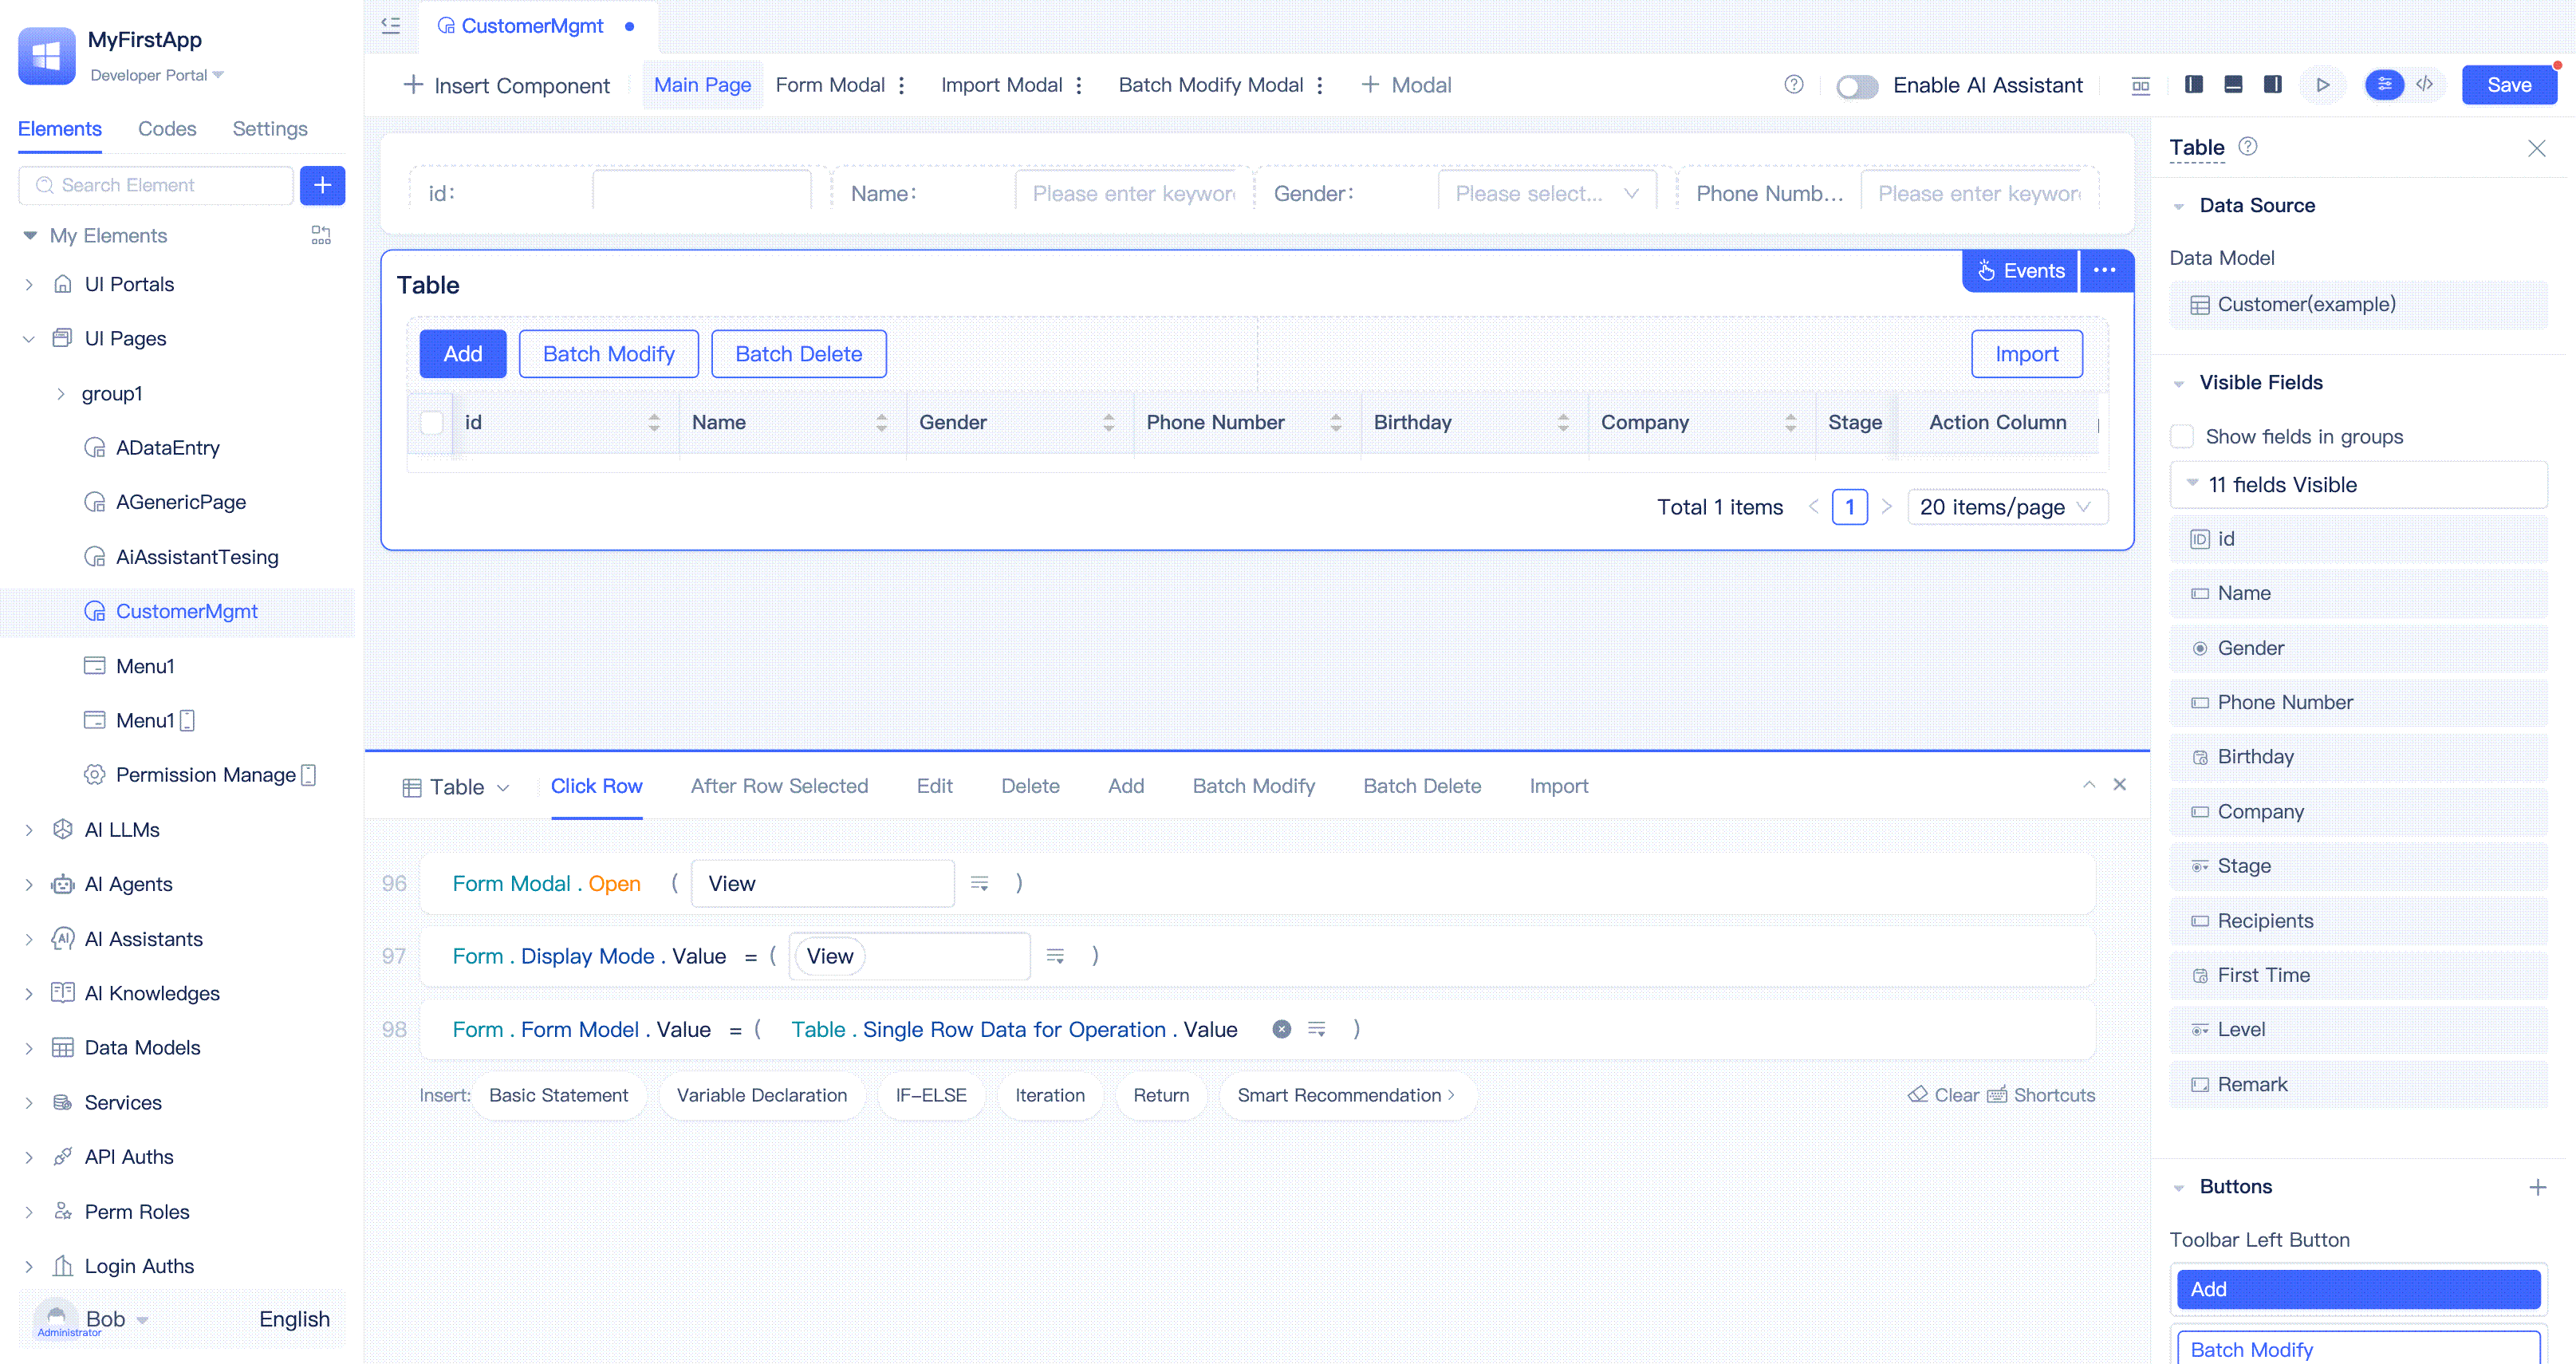 MyFirstApp
Developer Portal
Elements Codes Settings
Search Element
My Elements
UI Portals
UI Pages
group1
ADataEntry
AGenericPage
AiAssistantTesing
CustomerMgmt
Menu1
Menu1
Permission Manage
AI LLMs
AI Agents
AI Assistants
AI Knowledges
Data Models
Services
API Auths
Perm Roles
Login Auths
Bob
Administrator
English
CustomerMgmt
Insert Component Main Page Form Modal Import Modal Batch Modify Modal Modal
Enable AI Assistant Save
id: Name: Please enter keywor Gender: Please select... Phone Numb... Please enter keywor
Table
Events
Add Batch Modify Batch Delete Import
id Name Gender Phone Number Birthday Company Stage Action Column
Total 1 items 1 20 items/page
Table Click Row After Row Selected Edit Delete Add Batch Modify Batch Delete Import
96 Form Modal . Open ( View )
97 Form . Display Mode . Value = ( View )
98 Form . Form Model . Value = ( Table . Single Row Data for Operation . Value )
Insert: Basic Statement Variable Declaration IF-ELSE Iteration Return Smart Recommendation Clear Shortcuts
Table
Data Source
Data Model
Customer(example)
Visible Fields
Show fields in groups
11 fields Visible
id
Name
Gender
Phone Number
Birthday
Company
Stage
Recipients
First Time
Level
Remark
Buttons
Toolbar Left Button
Add
Batch Modify